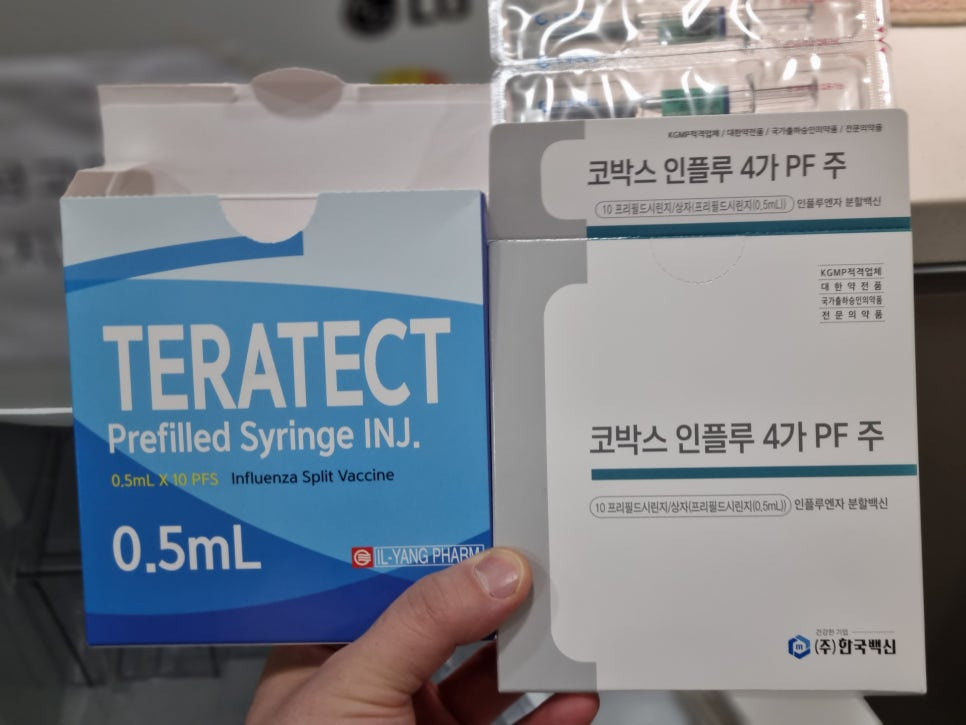 LG
TERATECT
Prefilled Syringe INJ.
0.5mL X 10 PFS Influenza Split Vaccine
0.5mL
IL-YANG PHARM
KGMP적격업체 / 대한약전품 / 국가출하승인의약품 / 전문의약품
코박스 인플루 4가 PF 주
10 프리필드시린지/상자(프리필드시린지(0.5mL)) 인플루엔자 분할백신
KGMP적격업체
대한약전품
국가출하승인의약품
전문의약품
코박스 인플루 4가 PF 주
10 프리필드시린지/상자(프리필드시린지(0.5mL)) 인플루엔자 분할백신
건강한 기업
(주)한국백신